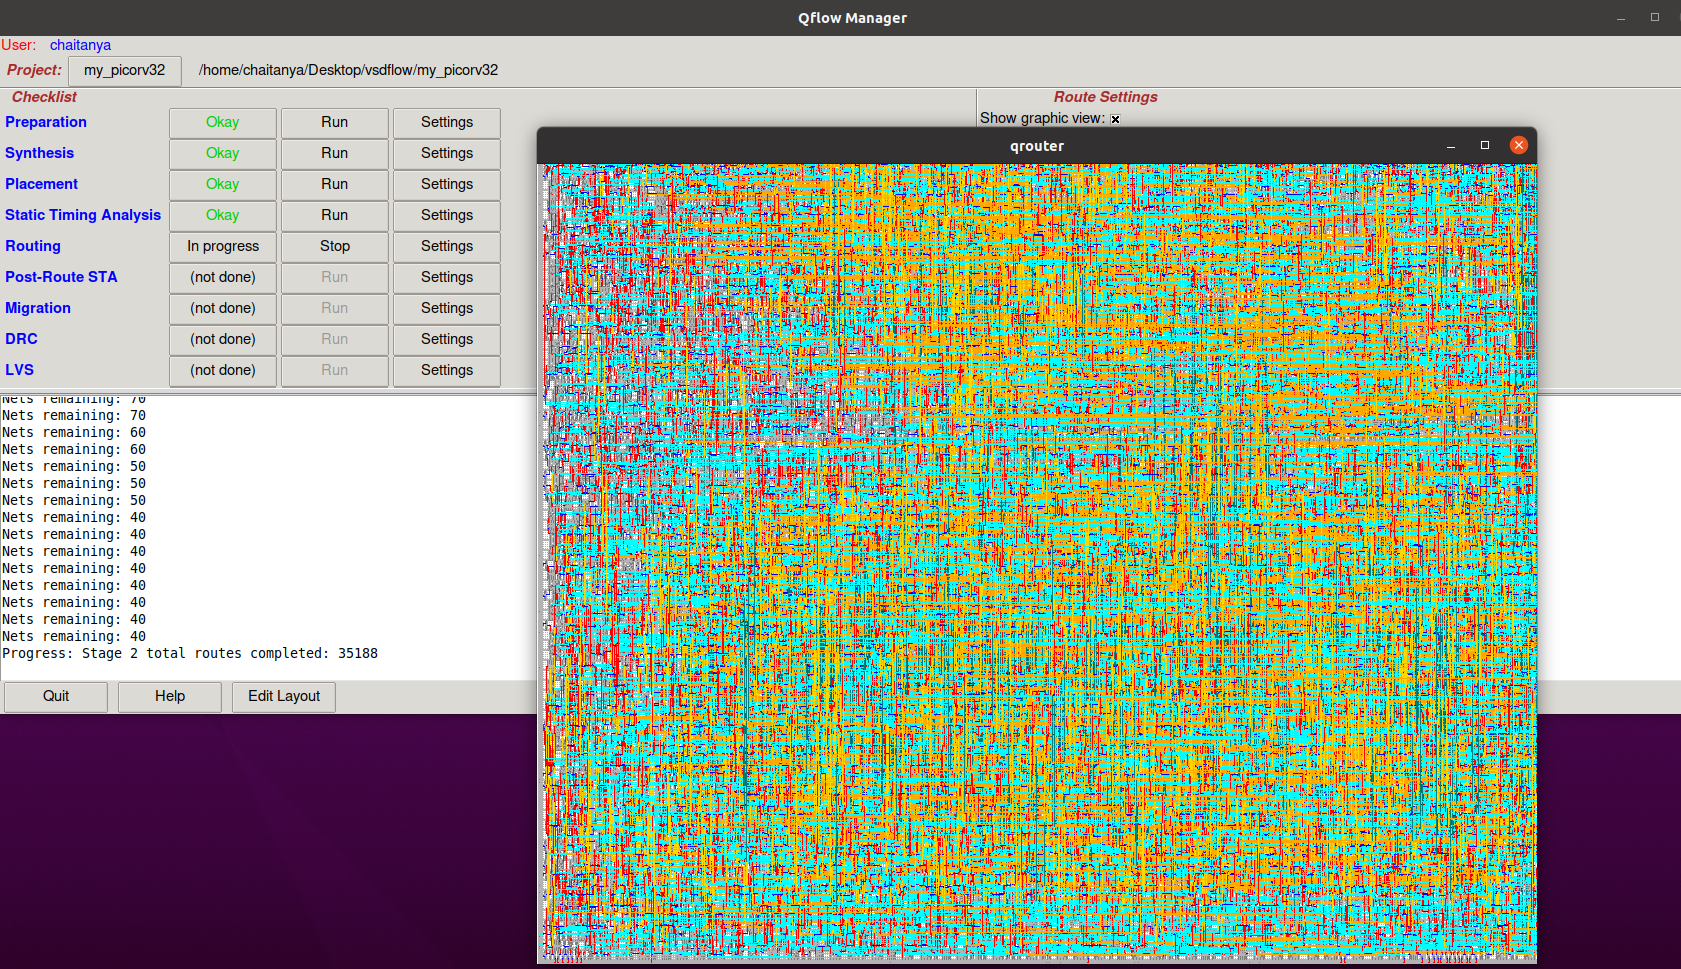 Qflow Manager
User: chaitanya
Project: my_picorv32 /home/chaitanya/Desktop/vsdflow/my_picorv32
Checklist
Preparation Okay Run Settings
Synthesis Okay Run Settings
Placement Okay Run Settings
Static Timing Analysis Okay Run Settings
Routing In progress Stop Settings
Post-Route STA (not done) Run Settings
Migration (not done) Run Settings
DRC (not done) Run Settings
LVS (not done) Run Settings
Route Settings
Show graphic view:
qrouter
Nets remaining: 70
Nets remaining: 70
Nets remaining: 60
Nets remaining: 60
Nets remaining: 50
Nets remaining: 50
Nets remaining: 50
Nets remaining: 40
Nets remaining: 40
Nets remaining: 40
Nets remaining: 40
Nets remaining: 40
Nets remaining: 40
Nets remaining: 40
Nets remaining: 40
Progress: Stage 2 total routes completed: 35188
Quit Help Edit Layout